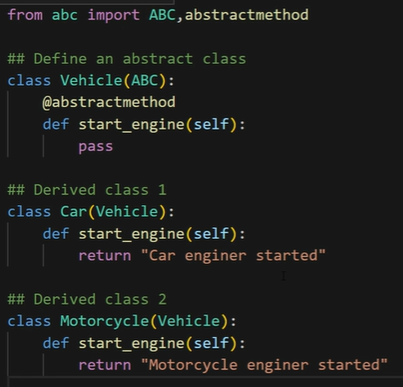 from abc import ABC,abstractmethod
## Define an abstract class
class Vehicle(ABC):
    @abstractmethod
    def start_engine(self):
        pass
## Derived class 1
class Car(Vehicle):
    def start_engine(self):
        return "Car enginer started"
## Derived class 2
class Motorcycle(Vehicle):
    def start_engine(self):
        return "Motorcycle enginer started"